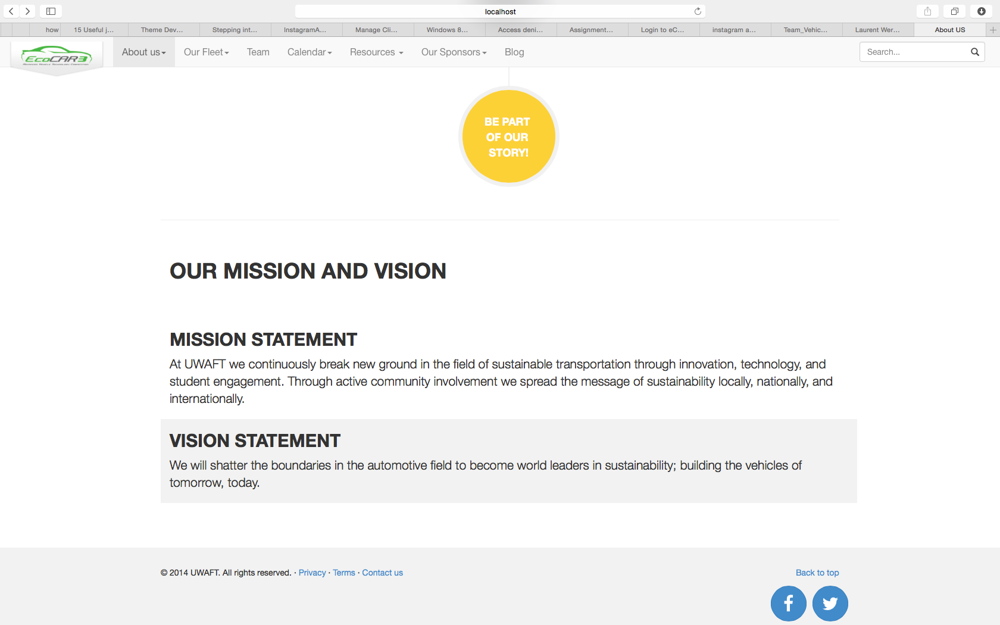 localhost
how
15 Useful j...
Theme Dev...
Stepping int...
InstagramA...
Manage Cli...
Windows 8...
Access deni...
Assignment...
Login to eC...
instagram a...
Team_Vehic...
Laurent Wer...
About US
EcoCAR3
About us
Our Fleet
Team
Calendar
Resources
Our Sponsors
Blog
Search...
BE PART
OF OUR
STORY!
OUR MISSION AND VISION
MISSION STATEMENT
At UWAFT we continuously break new ground in the field of sustainable transportation through innovation, technology, and
student engagement. Through active community involvement we spread the message of sustainability locally, nationally, and
internationally.
VISION STATEMENT
We will shatter the boundaries in the automotive field to become world leaders in sustainability; building the vehicles of
tomorrow, today.
© 2014 UWAFT. All rights reserved. · Privacy · Terms · Contact us
Back to top